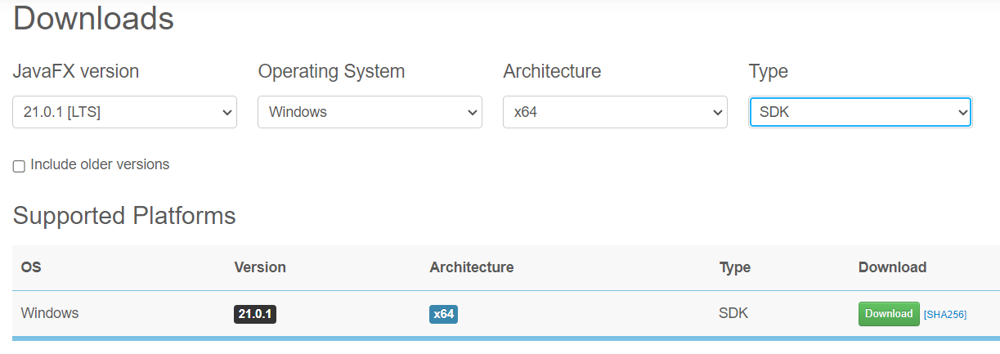 Downloads
JavaFX version Operating System Architecture Type
21.0.1 [LTS] Windows x64 SDK
Include older versions
Supported Platforms
OS Version Architecture Type Download
Windows 21.0.1 x64 SDK Download [SHA256]